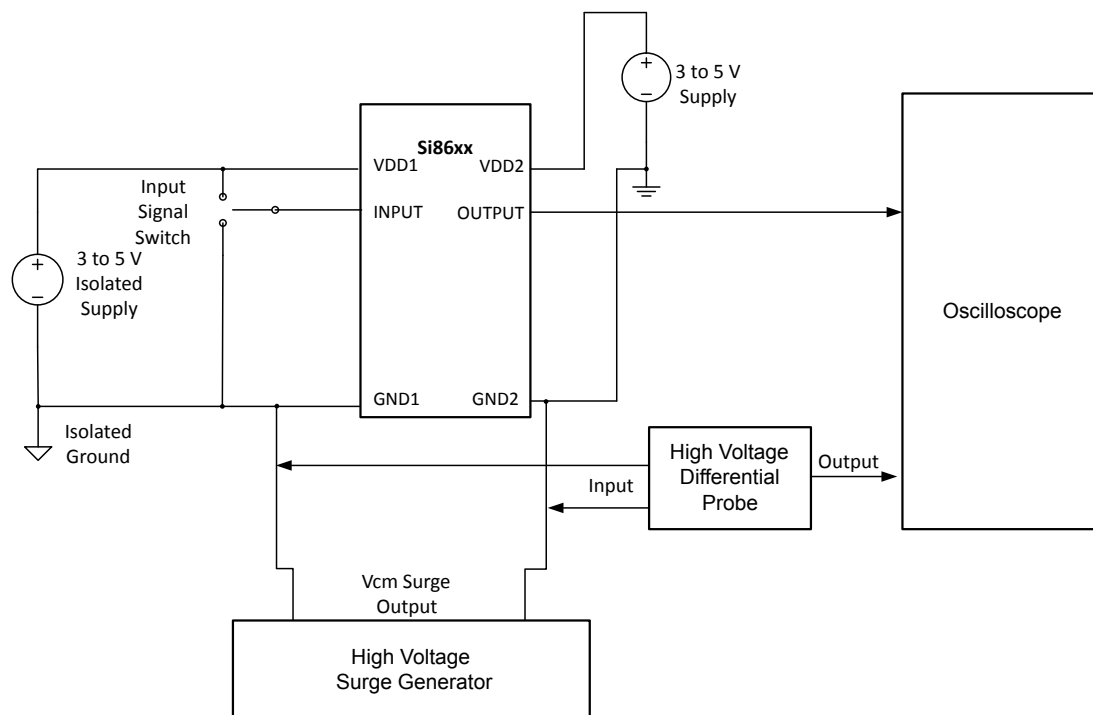 3 to 5 V
Supply
Si86xx
VDD1
VDD2
Input
Signal
Switch
INPUT
OUTPUT
3 to 5 V
Isolated
Supply
Oscilloscope
GND1
GND2
Isolated
Ground
High Voltage
Differential
Probe
Input
Output
Vcm Surge
Output
High Voltage
Surge Generator
+
−
+
−